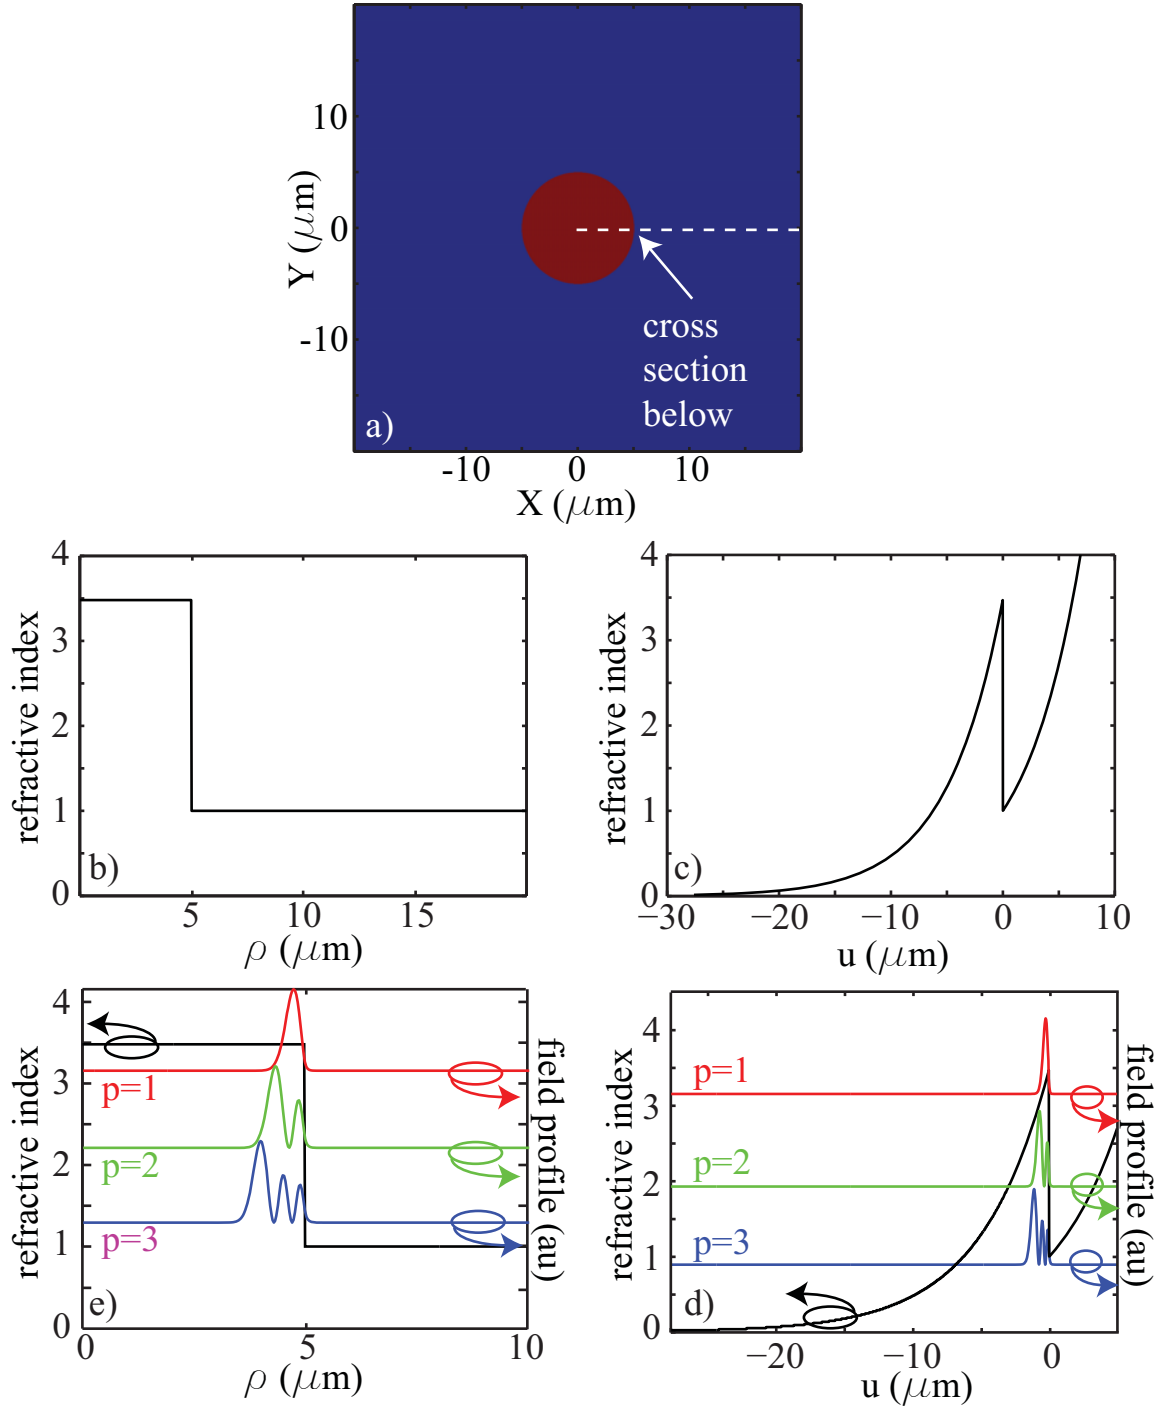 10
0
-10
Y (μm)
cross
section
below
a)
-10 0 10
X (μm)
4
3
2
1
0
refractive index
b)
5 10 15
ρ (μm)
4
3
2
1
0
refractive index
c)
−30 −20 −10 0 10
u (μm)
4
3
2
1
0
refractive index
p=1
p=2
p=3
e)
field profile (au)
0 5 10
ρ (μm)
4
3
2
1
0
refractive index
p=1
p=2
p=3
d)
field profile (au)
−20 −10 0
u (μm)